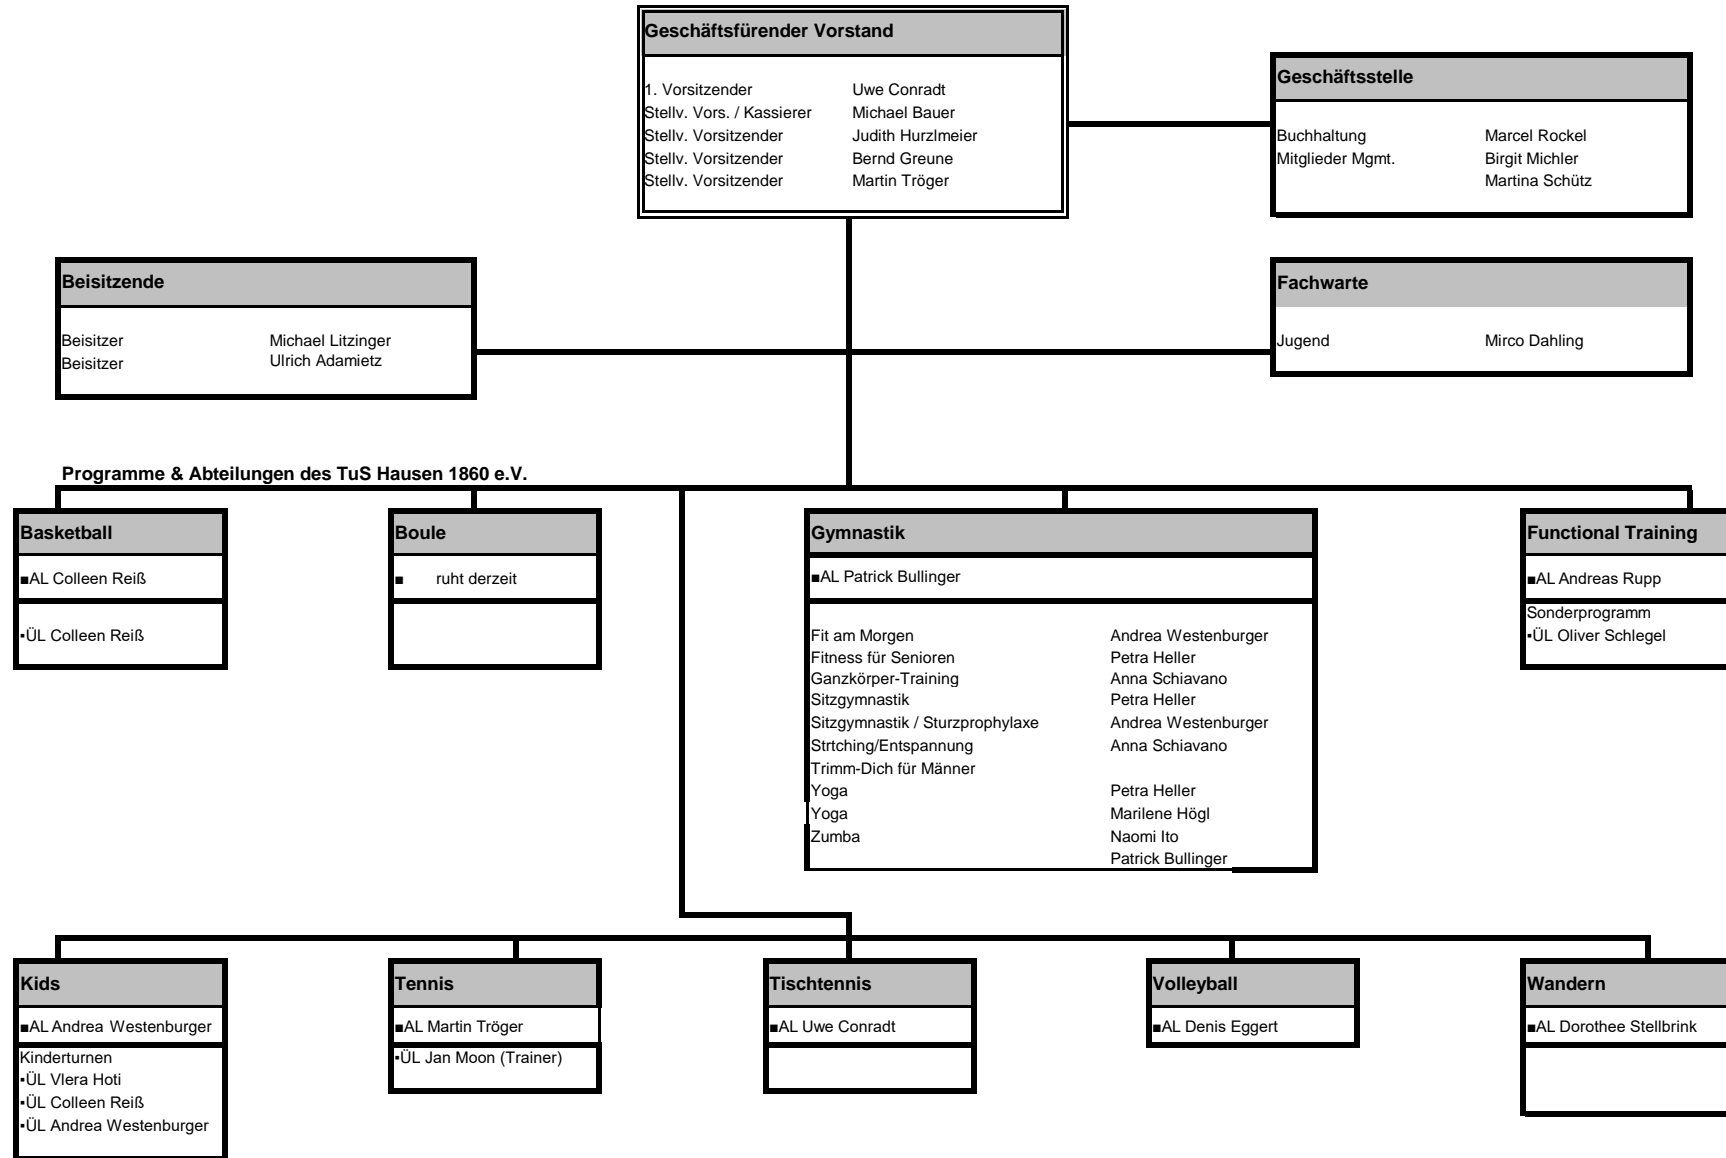 Geschäftsfürender Vorstand
1. Vorsitzender Uwe Conradt
Stellv. Vors. / Kassierer Michael Bauer
Stellv. Vorsitzender Judith Hurzlmeier
Stellv. Vorsitzender Bernd Greune
Stellv. Vorsitzender Martin Tröger
Geschäftsstelle
Buchhaltung Marcel Rockel
Mitglieder Mgmt. Birgit Michler
Martina Schütz
Beisitzende
Beisitzer Michael Litzinger
Beisitzer Ulrich Adamietz
Fachwarte
Jugend Mirco Dahling
Programme & Abteilungen des TuS Hausen 1860 e.V.
Basketball
■AL Colleen Reiß
▪ÜL Colleen Reiß
Boule
■ ruht derzeit
Gymnastik
■AL Patrick Bullinger
Fit am Morgen Andrea Westenburger
Fitness für Senioren Petra Heller
Ganzkörper-Training Anna Schiavano
Sitzgymnastik Petra Heller
Sitzgymnastik / Sturzprophylaxe Andrea Westenburger
Strtching/Entspannung Anna Schiavano
Trimm-Dich für Männer
Yoga Petra Heller
Yoga Marilene Högl
Zumba Naomi Ito
Patrick Bullinger
Functional Training
■AL Andreas Rupp
Sonderprogramm
▪ÜL Oliver Schlegel
Kids
■AL Andrea Westenburger
Kinderturnen
▪ÜL Vlera Hoti
▪ÜL Colleen Reiß
▪ÜL Andrea Westenburger
Tennis
■AL Martin Tröger
▪ÜL Jan Moon (Trainer)
Tischtennis
■AL Uwe Conradt
Volleyball
■AL Denis Eggert
Wandern
■AL Dorothee Stellbrink